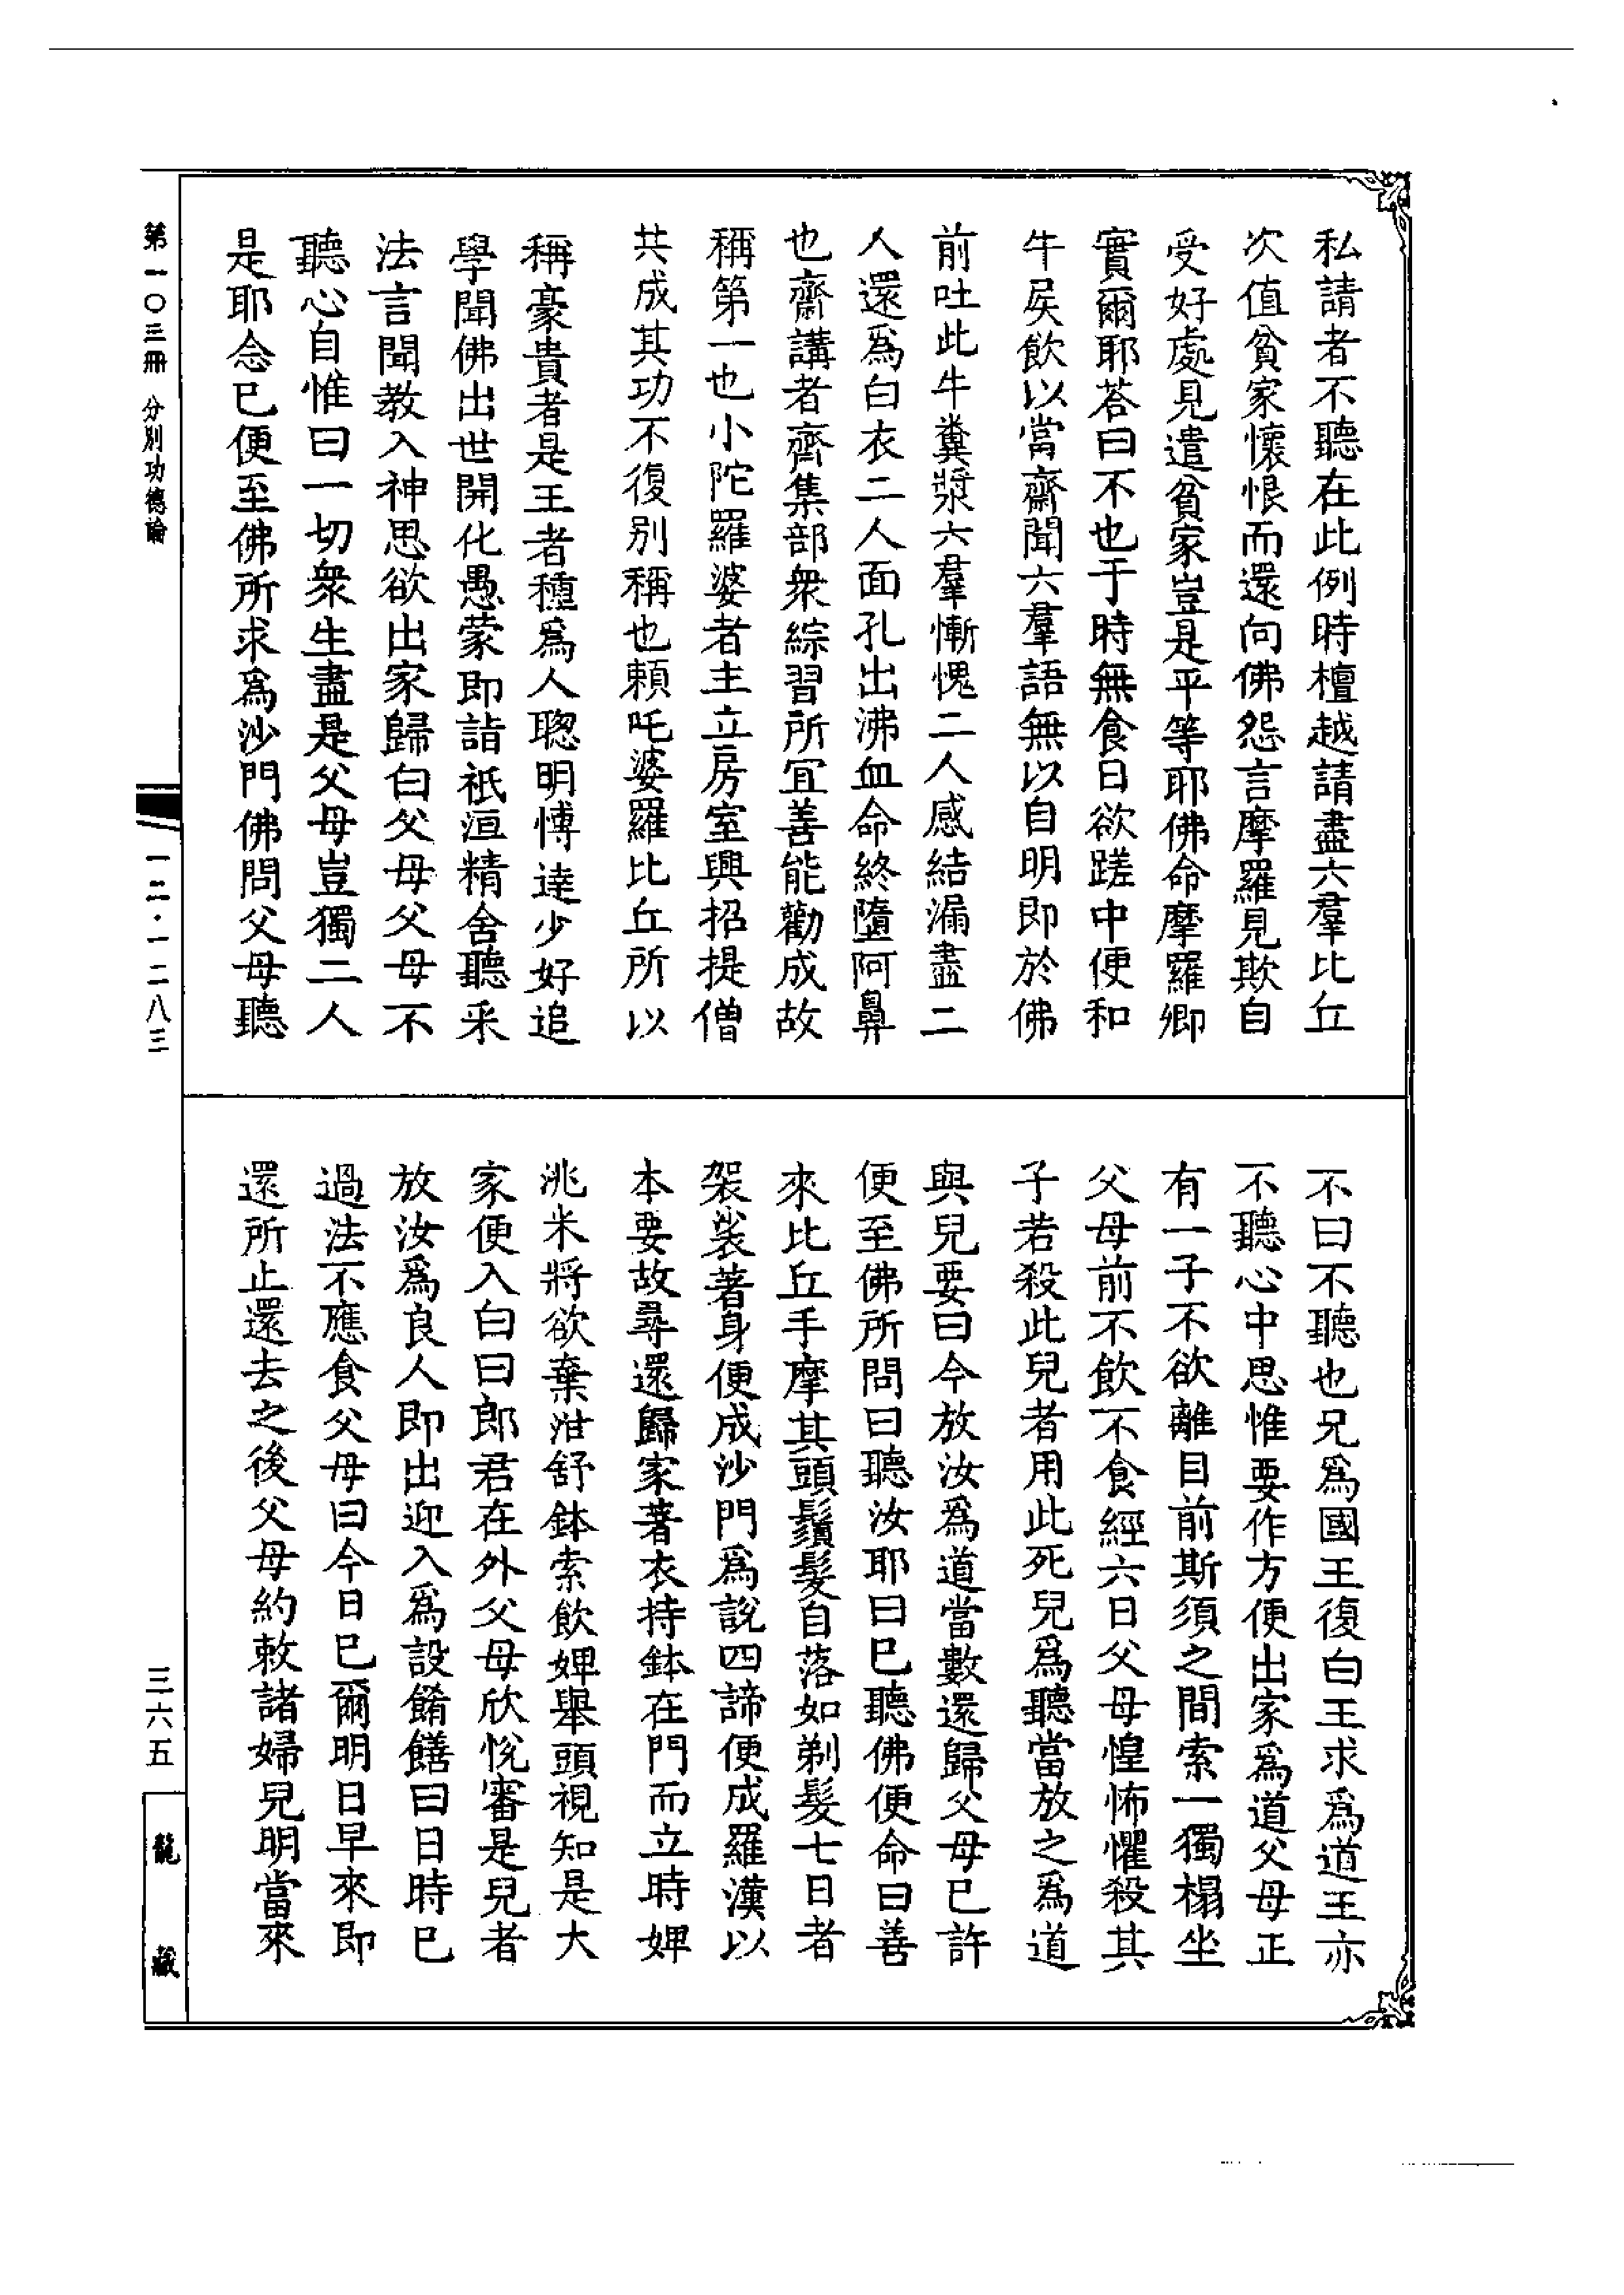 私請者不聽在此例時檀越請盡六羣比丘
次值貧家懷恨而還向佛怨言摩羅見欺自
受好處見遣貧家豈是平等耶佛命摩羅卿
實爾耶荅曰不也于時無食日欲蹉中便和
牛𡱁飲以當齋聞六羣語無以自明即於佛
前吐此牛糞漿六羣慚愧二人感結漏盡二
人還爲白衣二人面孔出沸血命終墮阿鼻
也齋講者齊集部衆綜習所宜善能勸成故
稱第一也小陀羅婆者主立房室興招提僧
共成其功不復別稱也賴吒婆羅比丘所以
稱豪貴者是王者種爲人聰明博達少好追
學聞佛出世開化愚蒙即詣祇洹精舍聽采
法言聞教入神思欲出家歸白父母父母不
聽心自惟曰一切衆生盡是父母豈獨二人
是耶念已便至佛所求爲沙門佛問父母聽
不曰不聽也兄爲國王復白王求爲道王亦
不聽心中思惟要作方便出家爲道父母正
有一子不欲離目前斯須之間索一獨榻坐
父母前不飲不食經六日父母惶怖懼殺其
子若殺此兒者用此死兒爲聽當放之爲道
與兒要曰今放汝爲道當數還歸父母已許
便至佛所問曰聽汝耶曰已聽佛便命曰善
來比丘手摩其頭鬚髮自落如剃髮七日者
袈裟著身便成沙門爲說四諦便成羅漢以
本要故尋還歸家著衣持鉢在門而立時婢
洮米將欲棄泔舒鉢索飲婢舉頭視知是大
家便入白曰郎君在外父母欣悅審是兒者
放汝爲良人即出迎入爲設餚饍曰日時已
過法不應食父母曰今日已爾明日早來即
還所止還去之後父母約敕諸婦兒明當來
第一〇三冊 分別功德論
一二·一二八三
三六五
龍藏